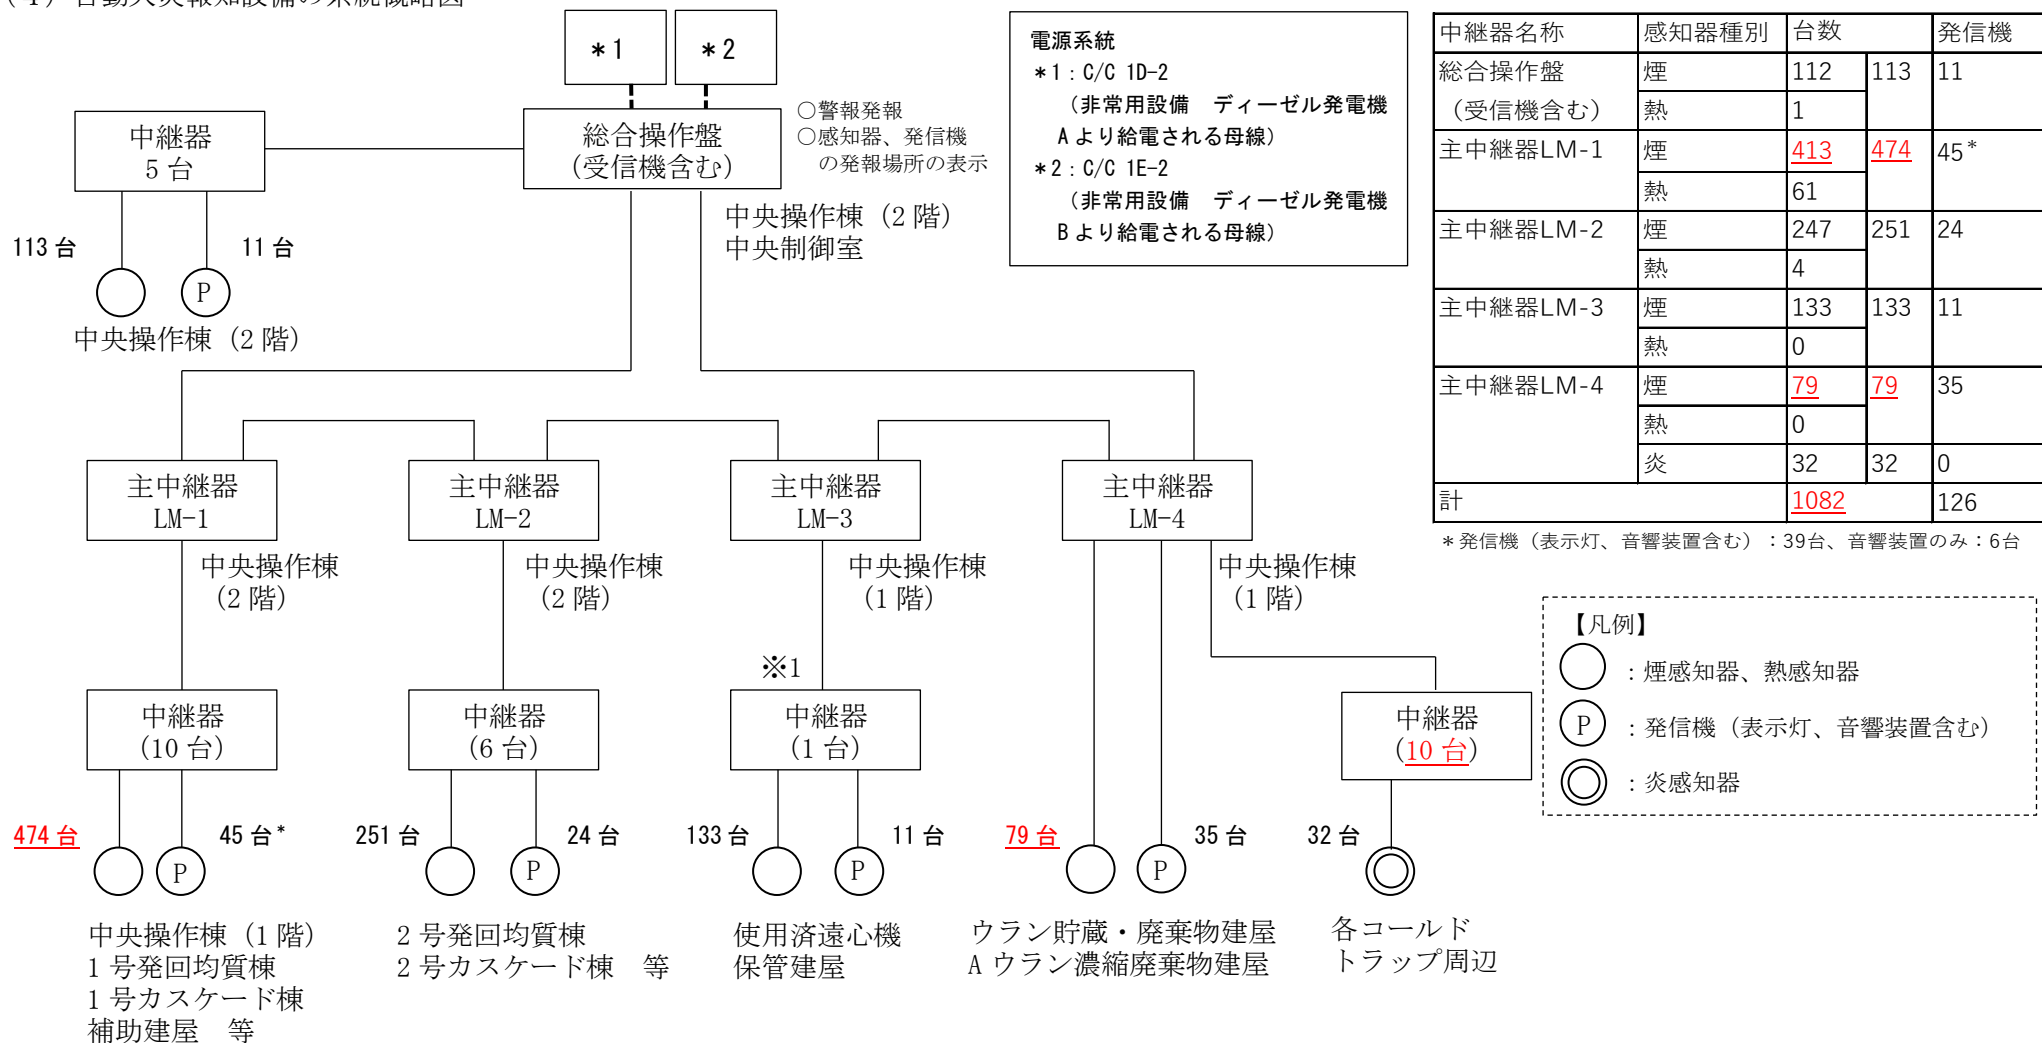 ＊1
＊2
中継器
5 台
総合操作盤
(受信機含む)
○警報発報
○感知器、発信機
の発報場所の表示
中央操作棟（2 階）
中央制御室
113 台
11 台
P
中央操作棟（2 階）
電源系統
＊1：C/C 1D-2
（非常用設備　ディーゼル発電機
A より給電される母線）
＊2：C/C 1E-2
（非常用設備　ディーゼル発電機
B より給電される母線）
中継器名称 感知器種別 台数 発信機
総合操作盤 煙 112 113 11
（受信機含む） 熱 1
主中継器LM-1 煙 413 474 45*
熱 61
主中継器LM-2 煙 247 251 24
熱 4
主中継器LM-3 煙 133 133 11
熱 0
主中継器LM-4 煙 79 79 35
熱 0
炎 32 32 0
計 1082 126
＊発信機（表示灯、音響装置含む）：39台、音響装置のみ：6台
主中継器
LM-1
中央操作棟
（2 階）
主中継器
LM-2
中央操作棟
（2 階）
主中継器
LM-3
中央操作棟
（1 階）
主中継器
LM-4
中央操作棟
（1 階）
※1
中継器
(10 台)
中継器
(6 台)
中継器
(1 台)
中継器
(10 台)
474 台
P
45 台*
251 台
P
24 台
133 台
P
11 台
79 台
P
35 台
32 台
中央操作棟（1 階）
1 号発回均質棟
1 号カスケード棟
補助建屋　等
2 号発回均質棟
2 号カスケード棟　等
使用済遠心機
保管建屋
ウラン貯蔵・廃棄物建屋
A ウラン濃縮廃棄物建屋
各コールド
トラップ周辺
【凡例】
：煙感知器、熱感知器
P ：発信機（表示灯、音響装置含む）
：炎感知器